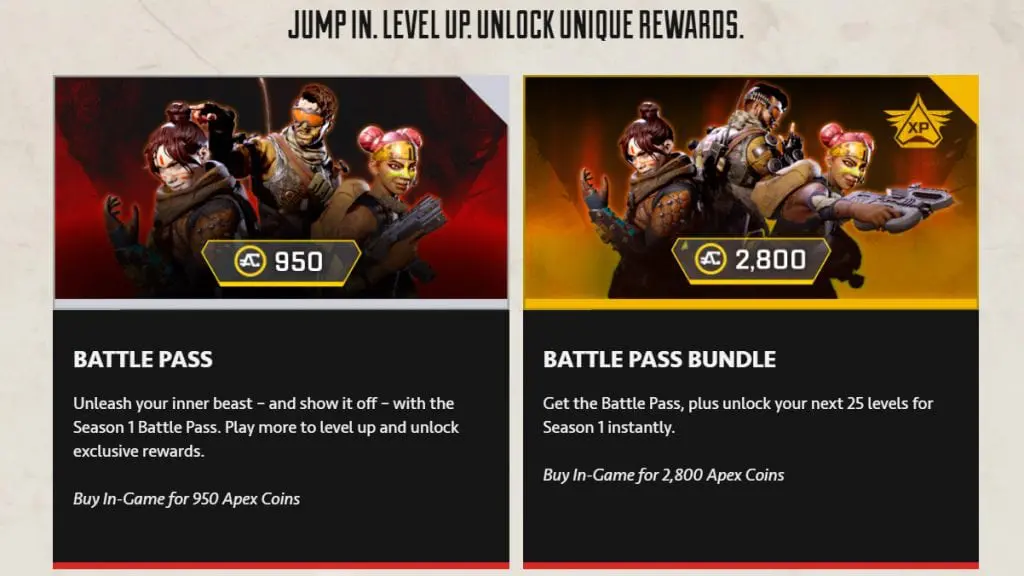 JUMP IN. LEVEL UP. UNLOCK UNIQUE REWARDS.
950
BATTLE PASS
Unleash your inner beast – and show it off – with the
Season 1 Battle Pass. Play more to level up and unlock
exclusive rewards.
Buy In-Game for 950 Apex Coins
XP
2,800
BATTLE PASS BUNDLE
Get the Battle Pass, plus unlock your next 25 levels for
Season 1 instantly.
Buy In-Game for 2,800 Apex Coins